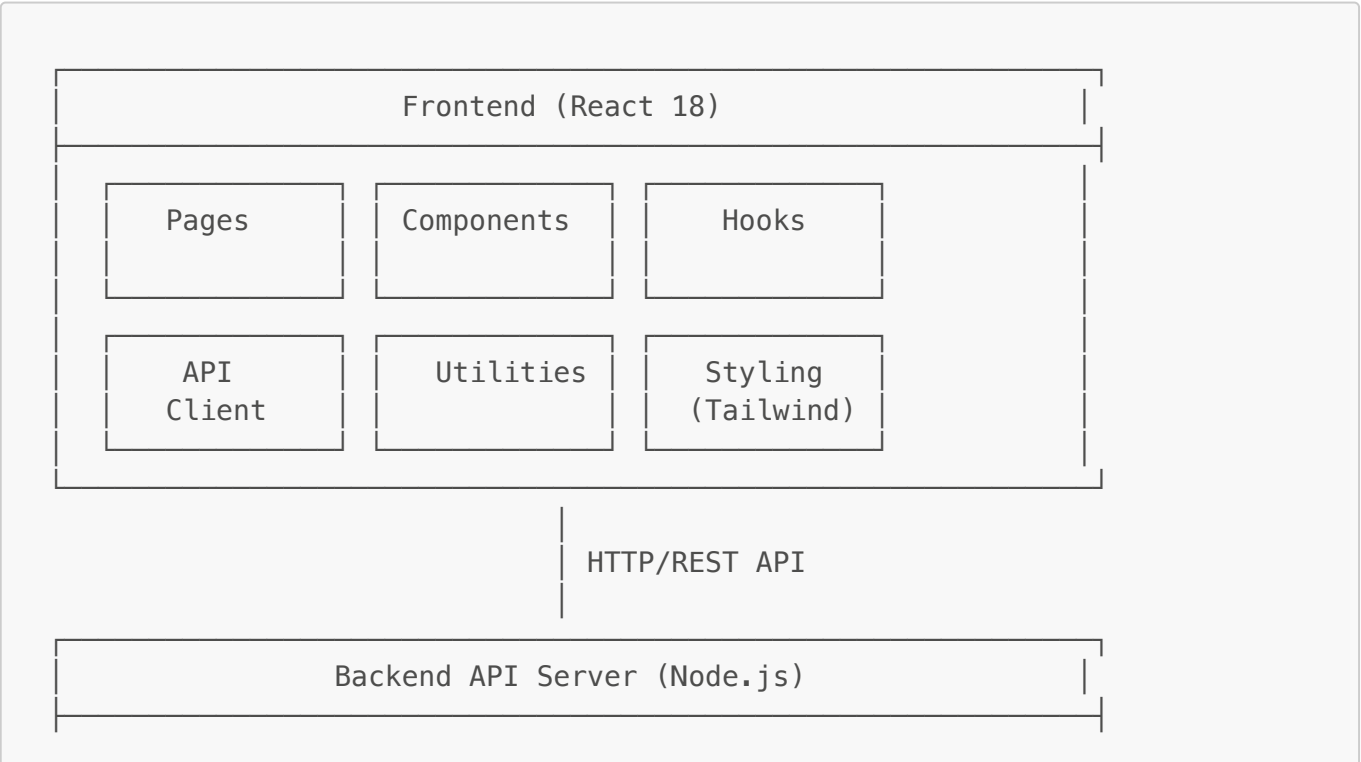 Frontend (React 18)
Pages Components Hooks
API Utilities Styling
Client (Tailwind)
HTTP/REST API
Backend API Server (Node.js)